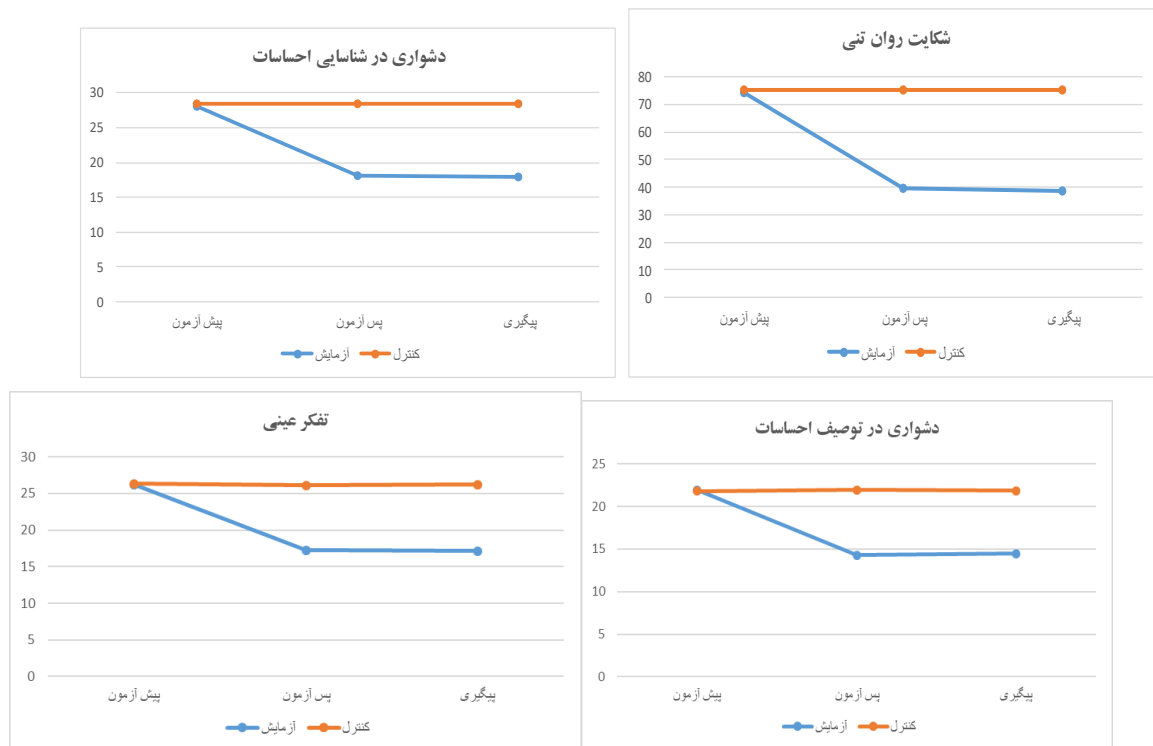 شکایت روان تنی
80
70
60
50
40
30
20
10
0
پیش آزمون پس آزمون پیگیری
آزمایش کنترل
دشواری در شناسایی احساسات
30
25
20
15
10
5
0
پیش آزمون پس آزمون پیگیری
آزمایش کنترل
دشواری در توصیف احساسات
25
20
15
10
5
0
پیش آزمون پس آزمون پیگیری
آزمایش کنترل
تفکر عینی
30
25
20
15
10
5
0
پیش آزمون پس آزمون پیگیری
آزمایش کنترل